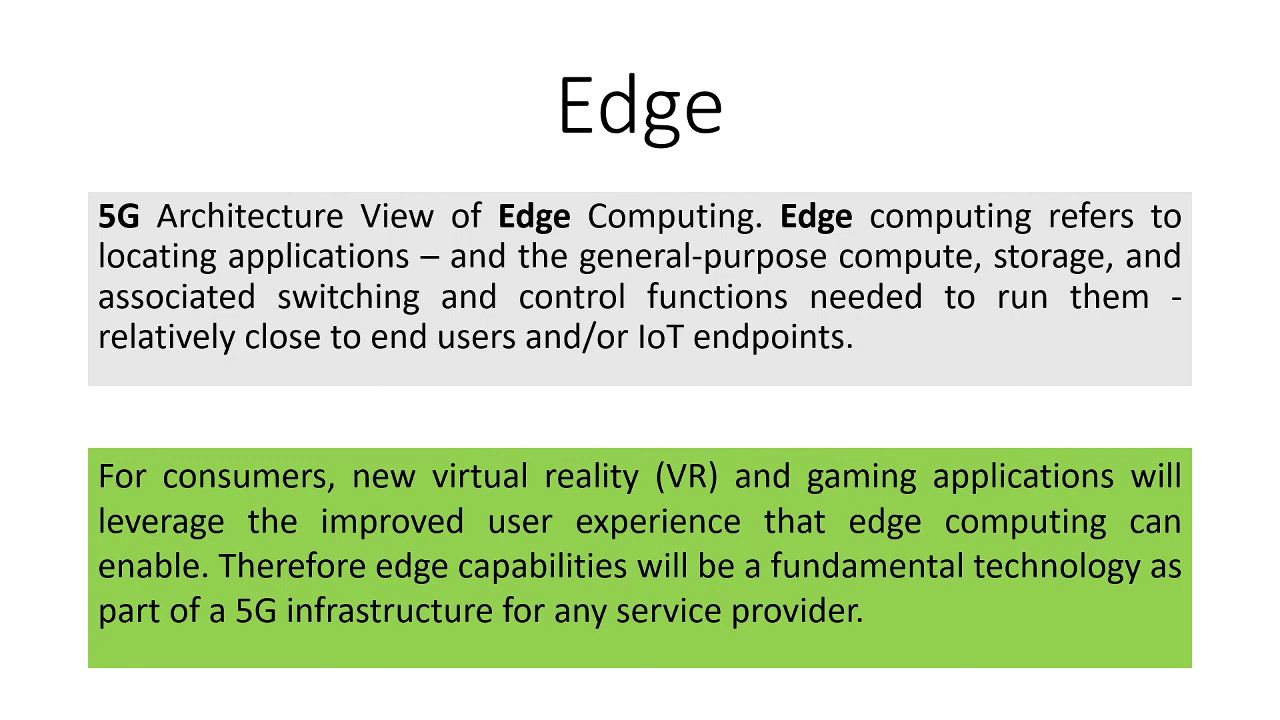 Edge
5G Architecture View of Edge Computing. Edge computing refers to
locating applications – and the general-purpose compute, storage, and
associated switching and control functions needed to run them -
relatively close to end users and/or IoT endpoints.
For consumers, new virtual reality (VR) and gaming applications will
leverage the improved user experience that edge computing can
enable. Therefore edge capabilities will be a fundamental technology as
part of a 5G infrastructure for any service provider.